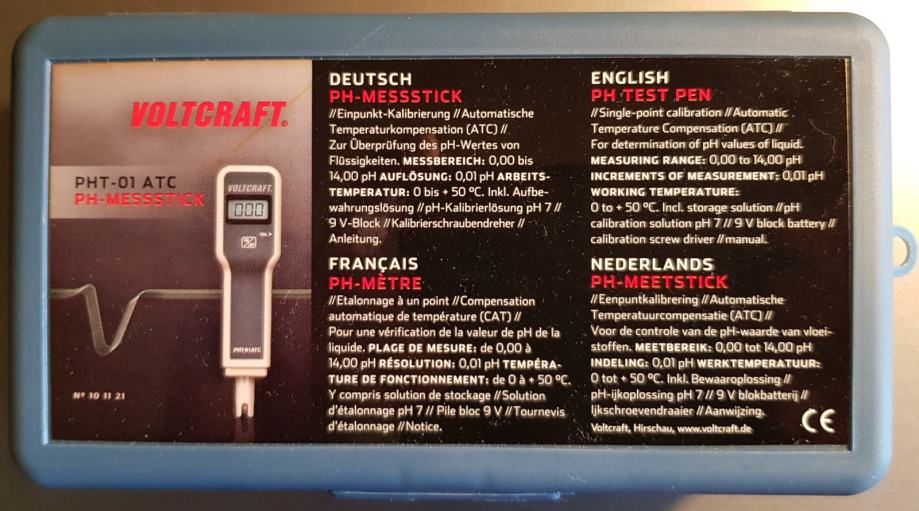 VOLTCRAFT.
PHT-01 ATC
PH-MESSSTICK
VOLTCRAFT.
000
CAL
PHT-01 ATC
Nº 10 11 21
DEUTSCH
PH-MESSSTICK
//Einpunkt-Kalibrierung //Automatische
Temperaturkompensation (ATC) //
Zur Überprüfung des pH-Wertes von
Flüssigkeiten. MESSBEREICH: 0,00 bis
14,00 pH AUFLÖSUNG: 0,01 pH ARBEITS-
TEMPERATUR: 0 bis + 50 ºC. Inkl. Aufbe-
wahrungslösung //pH-Kalibrierlösung pH 7 //
9 V-Block //Kalibrierschraubendreher //
Anleitung.
FRANÇAIS
PH-MÈTRE
//Etalonnage à un point //Compensation
automatique de température (CAT) //
Pour une vérification de la valeur de pH de la
liquide. PLAGE DE MESURE: de 0,00 à
14,00 pH RÉSOLUTION: 0,01 pH TEMPÉRA-
TURE DE FONCTIONNEMENT: de 0 à + 50 ºC.
Y compris solution de stockage //Solution
d'étalonnage pH 7 // Pile bloc 9 V //Tournevis
d'étalonnage //Notice.
ENGLISH
PH TEST PEN
//Single-point calibration //Automatic
Temperature Compensation (ATC) //
For determination of pH values of liquid.
MEASURING RANGE: 0,00 to 14,00 pH
INCREMENTS OF MEASUREMENT: 0,01 pH
WORKING TEMPERATURE:
0 to + 50 ºC. Incl. storage solution //pH
calibration solution pH 7 // 9 V block battery //
calibration screw driver //manual.
NEDERLANDS
PH-MEETSTICK
//Eenpuntkalibrering //Automatische
Temperatuurcompensatie (ATC) //
Voor de controle van de pH-waarde van vloei-
stoffen. MEETBEREIK: 0,00 tot 14,00 pH
INDELING: 0,01 pH WERKTEMPERATUUR:
0 tot + 50 ºC. Inkl. Bewaaroplossing //
pH-ijkoplossing pH 7 // 9 V blokbatterij //
Ijkschroevendraaier //Aanwijzing.
Voltcraft, Hirschau, www.voltcraft.de
CE